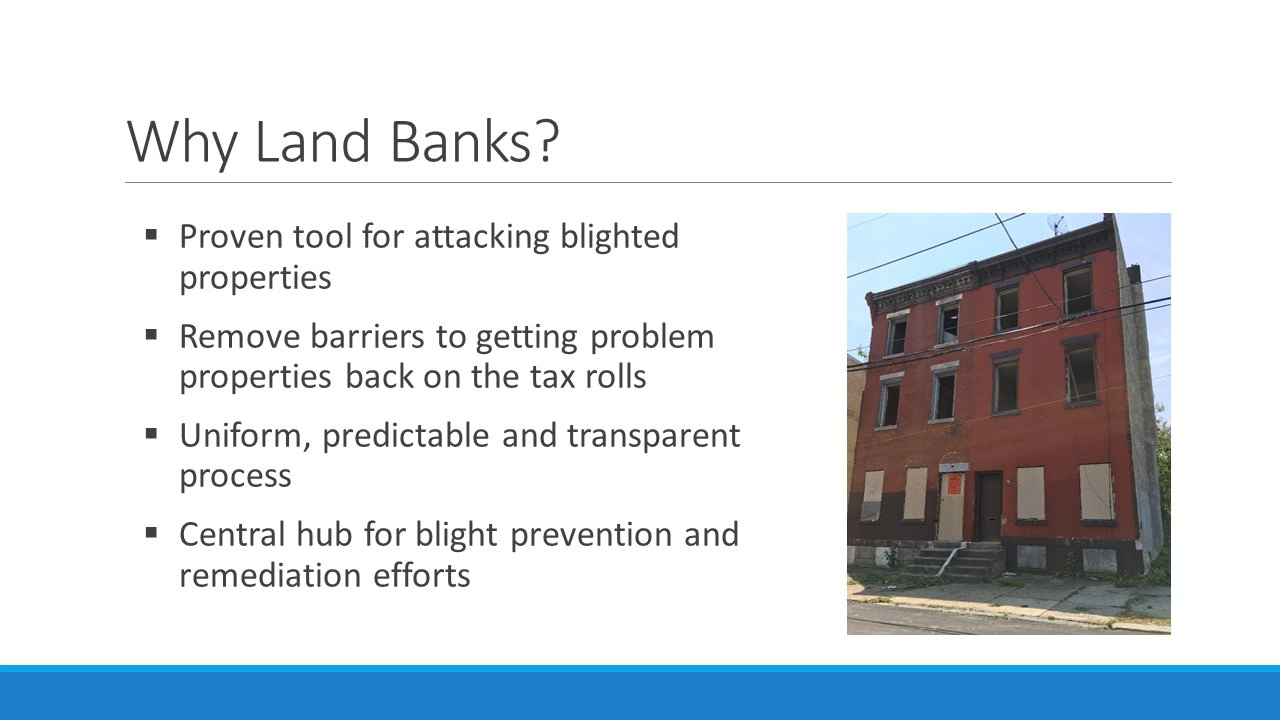 Why Land Banks?
▪ Proven tool for attacking blighted
properties
▪ Remove barriers to getting problem
properties back on the tax rolls
▪ Uniform, predictable and transparent
process
▪ Central hub for blight prevention and
remediation efforts